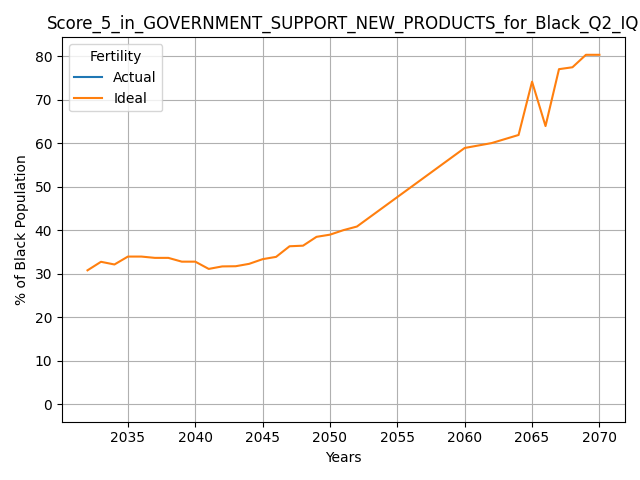 Score_5_in_GOVERNMENT_SUPPORT_NEW_PRODUCTS_for_Black_Q2_IQ
Fertility
Actual
Ideal
% of Black Population
80
70
60
50
40
30
20
10
0
2035 2040 2045 2050 2055 2060 2065 2070
Years